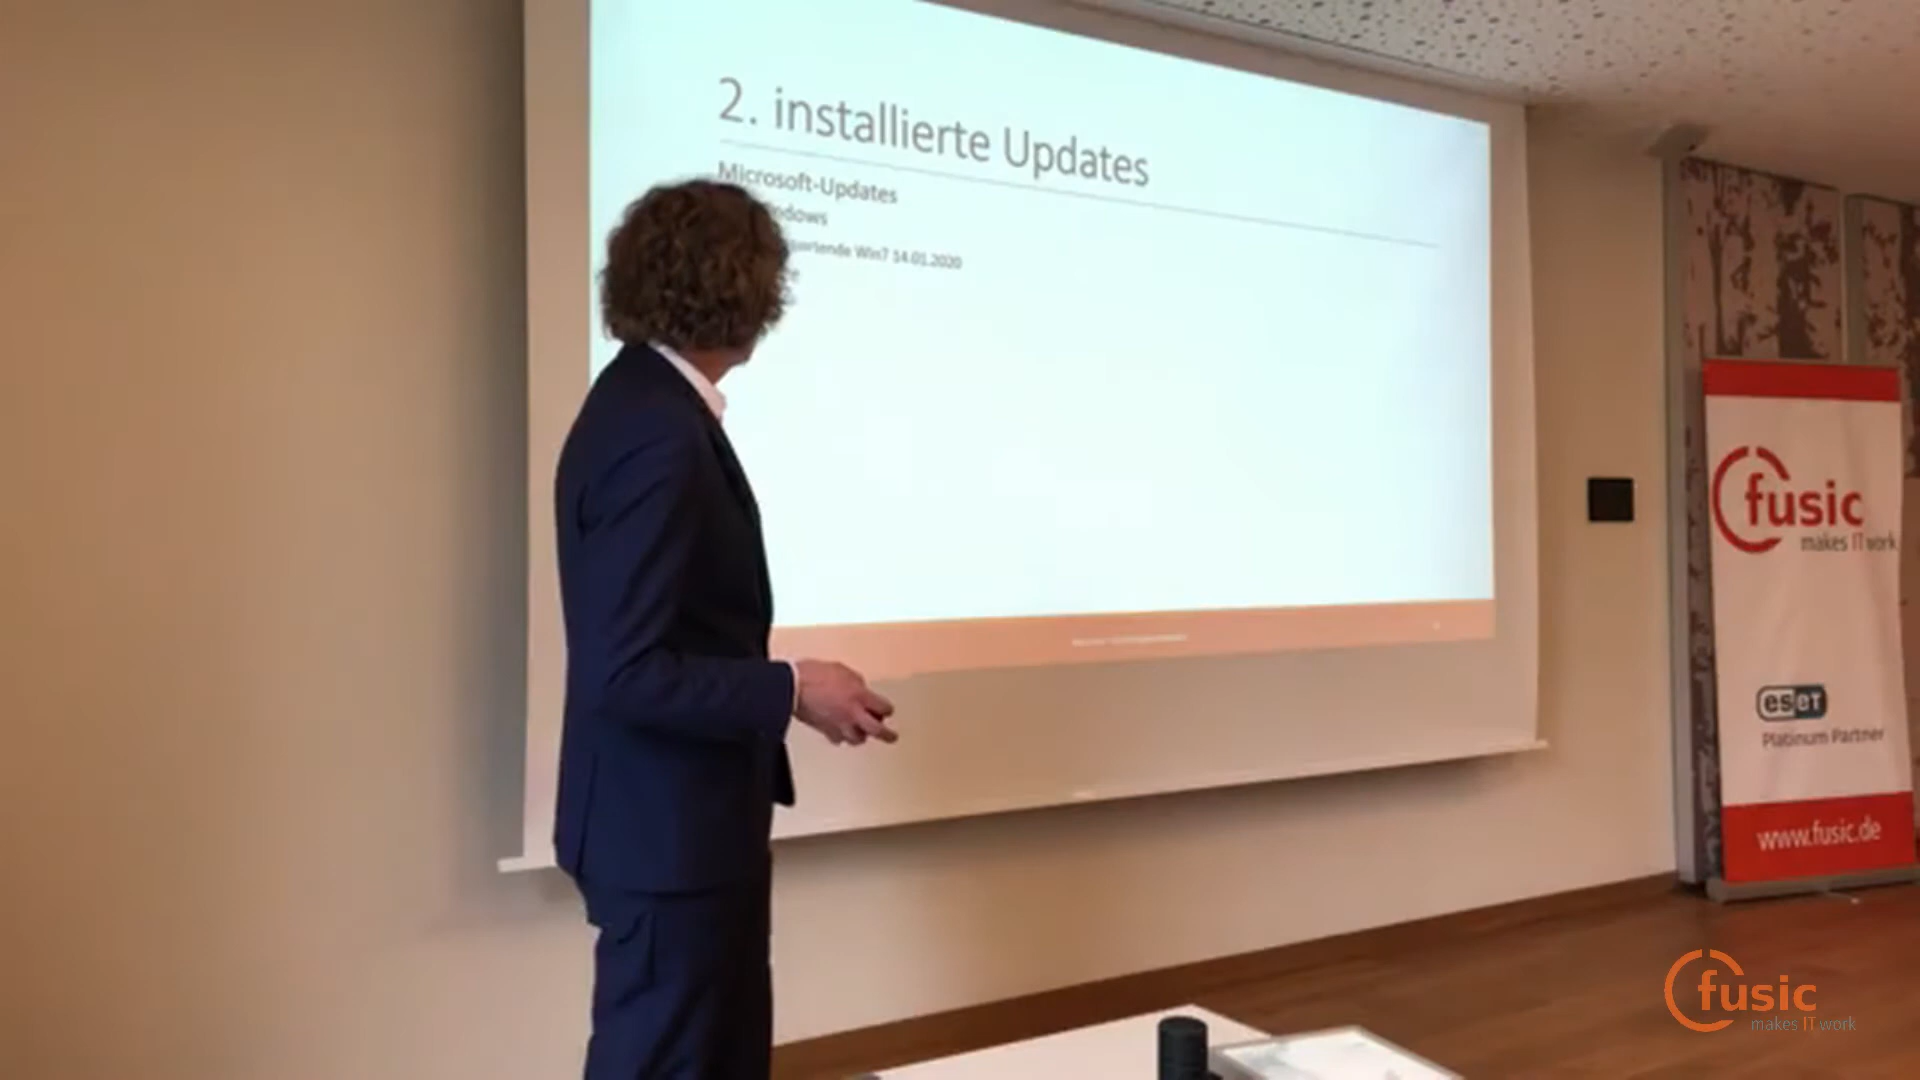 2. installierte Updates
Microsoft-Updates
Win7 14.01.2020
fusic
makes IT work
eseT
Platinum Partner
www.fusic.de
fusic
makes IT work